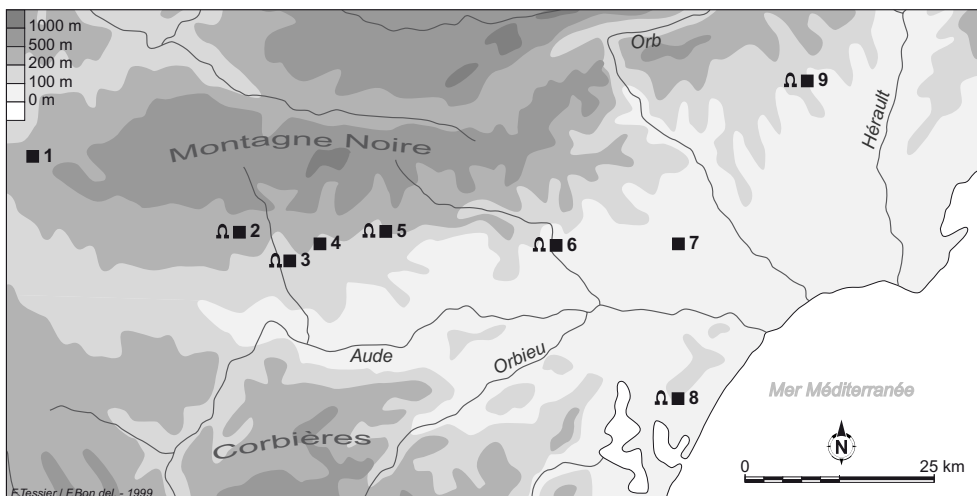 1000 m
500 m
200 m
100 m
0 m
Orb
Ω 9
Hérault
Montagne Noire
1
Ω 2
Ω 3
4
Ω 5
Ω 6
7
Aude
Orbieu
Ω 8
Mer Méditerranée
Corbières
N
0 25 km
F.Tessier / F.Bon del. - 1999